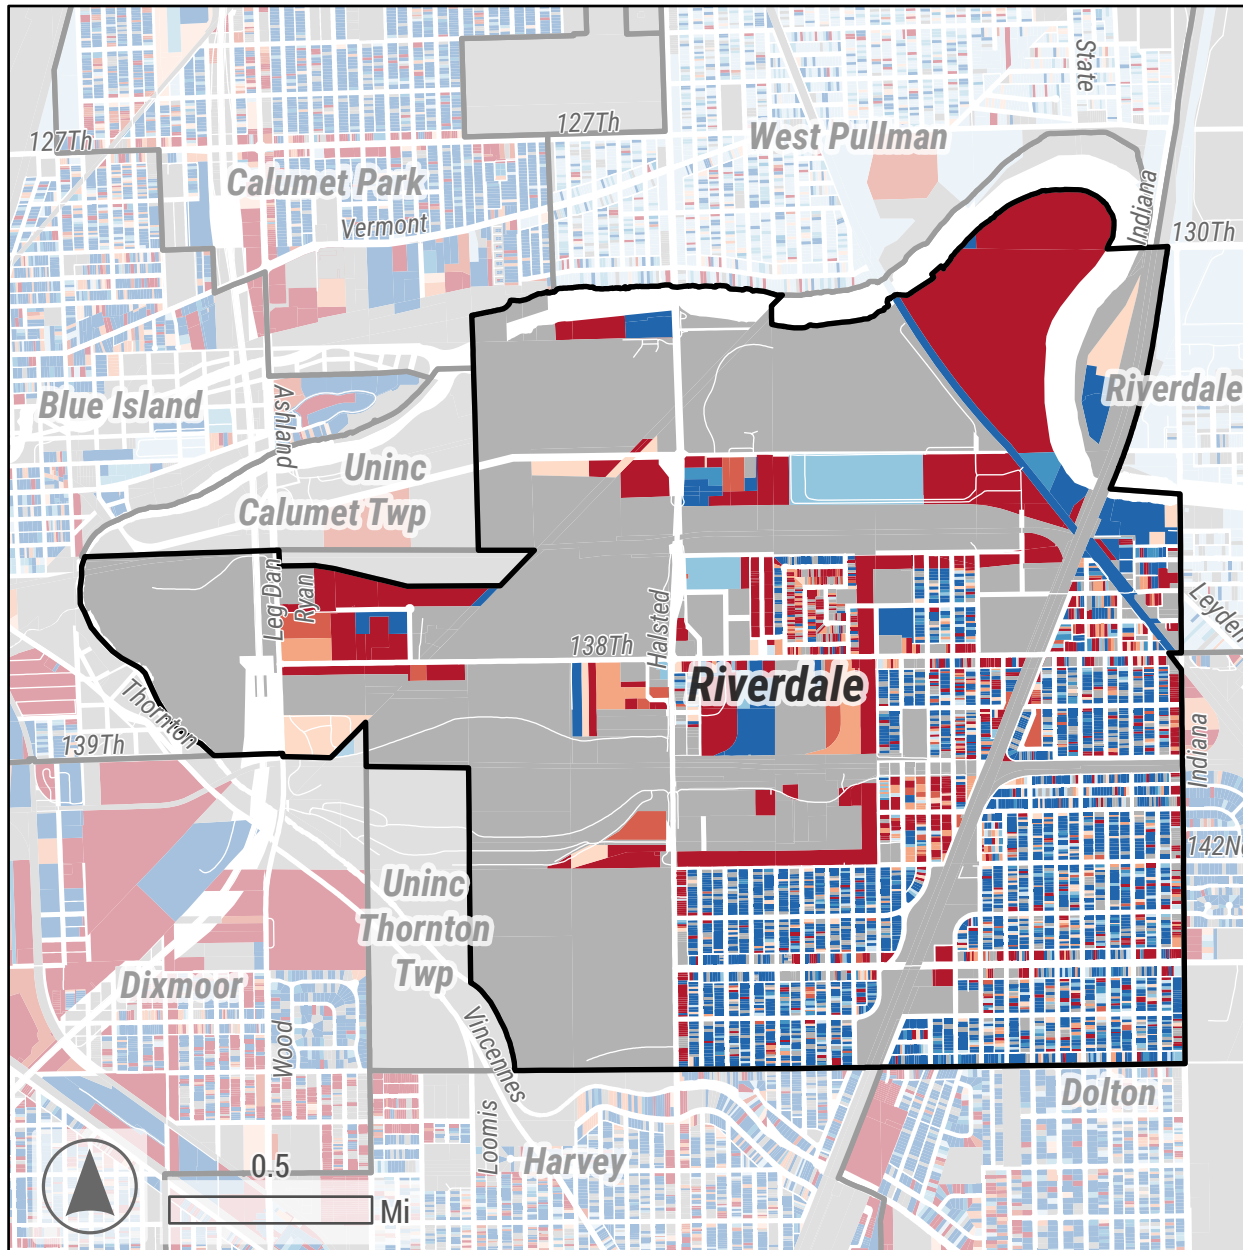 State
127Th
127Th
West Pullman
Calumet Park
Vermont
Indiana
130Th
Blue Island
Ashland
Riverdale
Uninc
Calumet Twp
Leg Dan
Ryan
Halsted
138Th
Leyden
Riverdale
Thornton
139Th
Indiana
142N
Uninc
Thornton
Twp
Dixmoor
Wood
Vincennes
Loomis
Dolton
Harvey
0.5
Mi